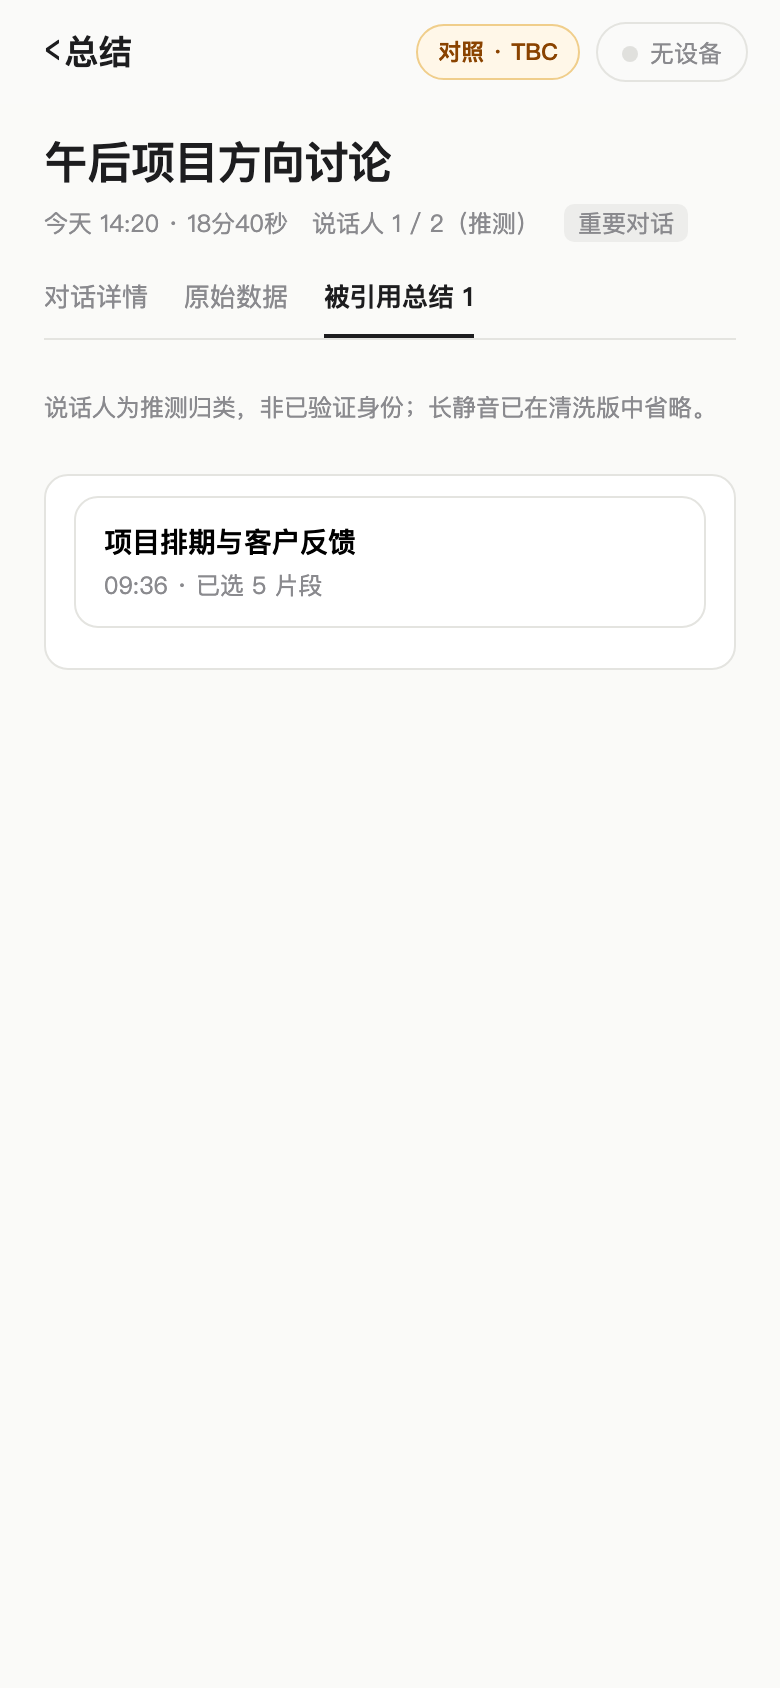 <总结
对照 · TBC
无设备
午后项目方向讨论
今天 14:20 · 18分40秒 说话人 1 / 2（推测） 重要对话
对话详情 原始数据 被引用总结 1
说话人为推测归类，非已验证身份；长静音已在清洗版中省略。
项目排期与客户反馈
09:36 · 已选 5 片段